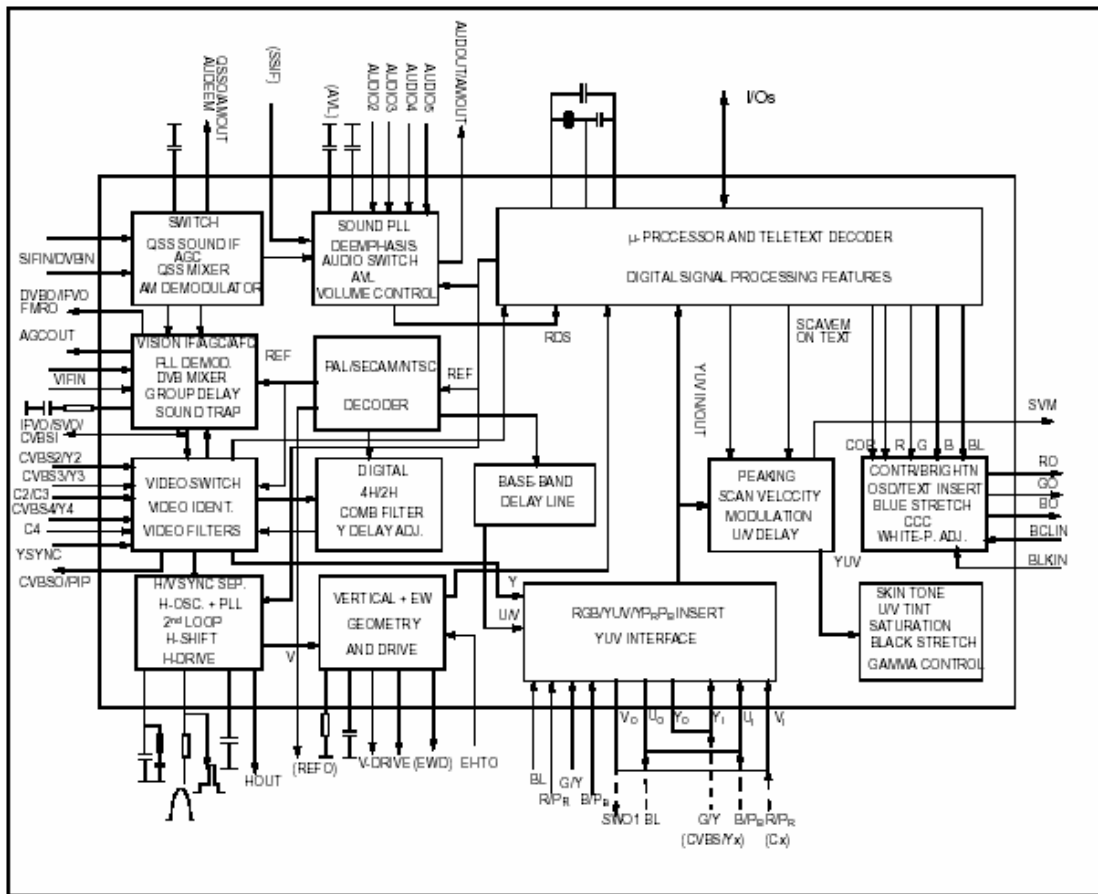 QSSO/AMOUT
AUDEEM
(SSIF)
(AVL)
AUDIO2
AUDIO3
AUDIO4
AUDIO5
AUDOUT/AMOUT
I/Os
SWITCH
QSS SOUND IF
AGC
QSS MIXER
AM DEMODULATOR
SOUND PLL
DEEMPHASIS
AUDIO SWITCH
AVL
VOLUME CONTROL
µ-PROCESSOR AND TELETEXT DECODER
DIGITAL SIGNAL PROCESSING FEATURES
SIFIN/DVBIN
DVBO/IFVO
FMRO
AGCOUT
VIFIN
IFVO/SVO/
CVBSI
CVBS2/Y2
CVBS3/Y3
C2/C3
CVBS4/Y4
C4
YSYNC
CVBSO/PIP
VISION IF/AGC/AFC
PLL DEMOD.
DVB MIXER
GROUP DELAY
SOUND TRAP
REF
PAL/SECAM/NTSC
DECODER
REF
RDS
YUV IN/OUT
SCAVEM
ON TEXT
SVM
COR
R
G
B
BL
VIDEO SWITCH
VIDEO IDENT.
VIDEO FILTERS
DIGITAL
4H/2H
COMB FILTER
Y DELAY ADJ.
BASE-BAND
DELAY LINE
PEAKING
SCAN VELOCITY
MODULATION
U/V DELAY
CONTR/BRIGHTN
OSD/TEXT INSERT
BLUE STRETCH
CCC
WHITE-P. ADJ.
RO
GO
BO
BCLIN
BLKIN
YUV
H/V SYNC SEP.
H-OSC. + PLL
2nd LOOP
H-SHIFT
H-DRIVE
V
VERTICAL + EW
GEOMETRY
AND DRIVE
Y
U/V
RGB/YUV/YPRPB INSERT
YUV INTERFACE
SKIN TONE
U/V TINT
SATURATION
BLACK STRETCH
GAMMA CONTROL
HOUT
(REFO)
V-DRIVE
(EWD)
EHTO
BL
R/PR
G/Y
B/PB
VO
UO
YO
YI
UI
VI
SWO1
BL
G/Y
(CVBS/Yx)
B/PB
R/PR
(Cx)